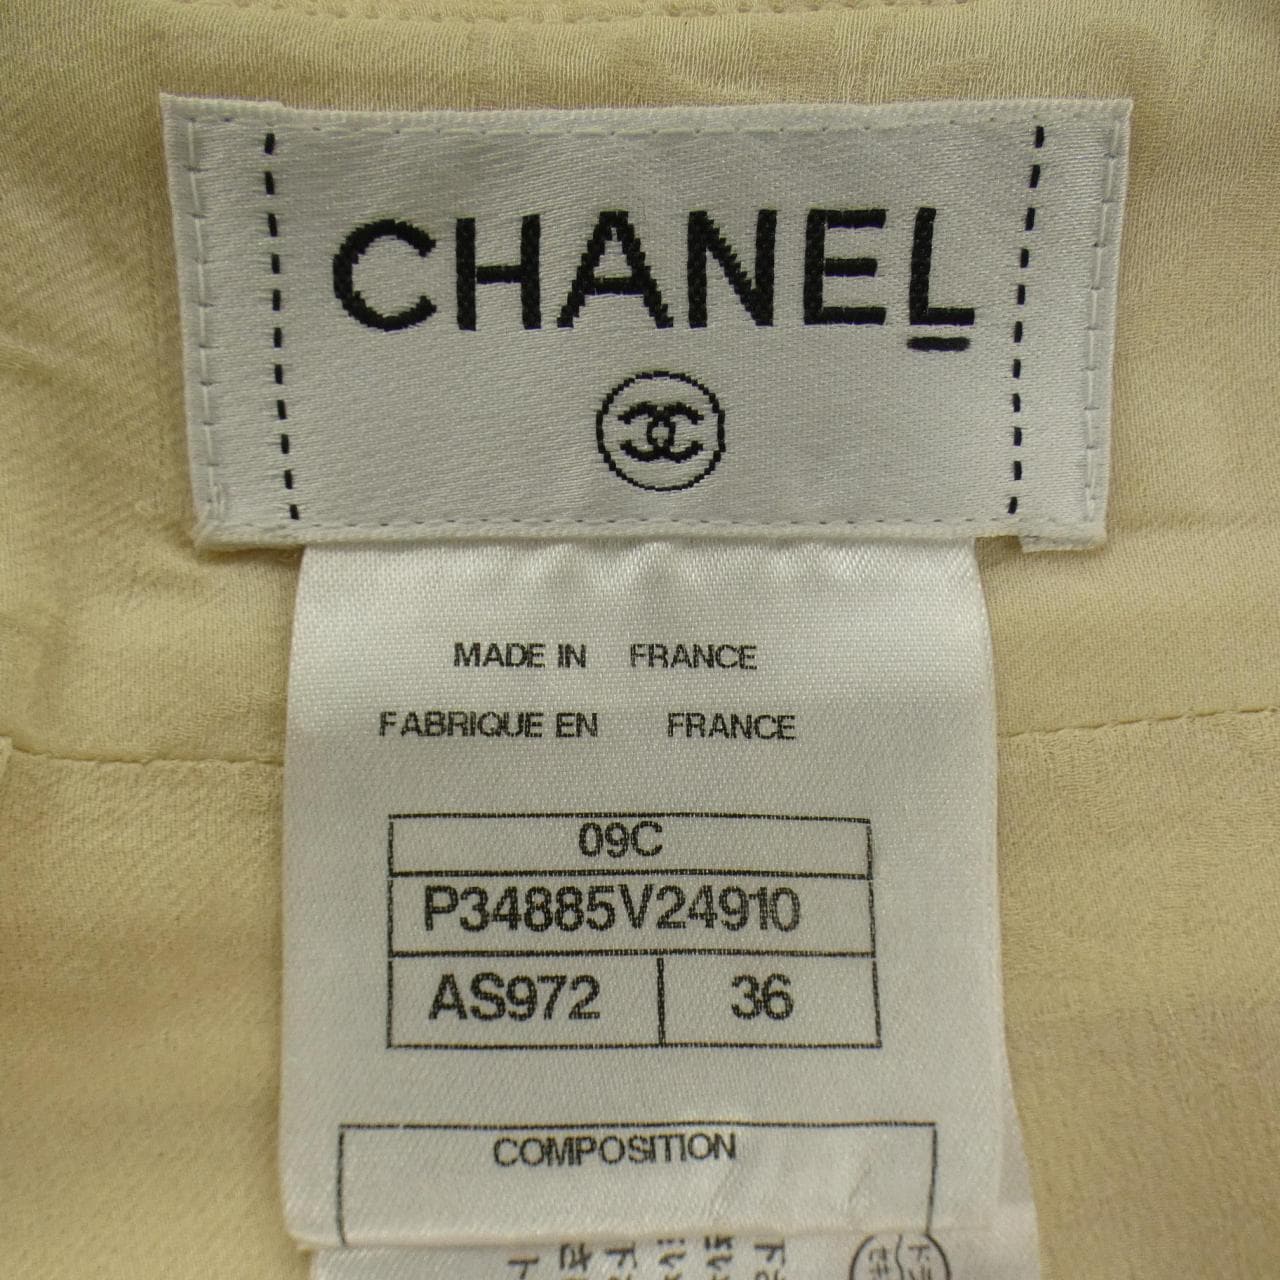 CHANEL
MADE IN FRANCE
FABRIQUE EN FRANCE
09C
P34885V24910
AS972 36
COMPOSITION